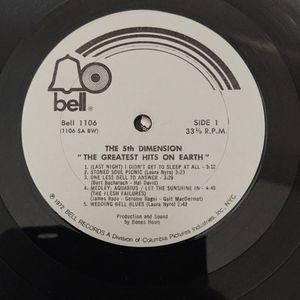 bell
Bell 1106
(1106 SA BW)
SIDE 1
33⅓ R.P.M.
THE 5th DIMENSION
"THE GREATEST HITS ON EARTH"
1. (LAST NIGHT) I DIDN'T GET TO SLEEP AT ALL - 3:12
2. STONED SOUL PICNIC (Laura Nyro) 3:23
3. ONE LESS BELL TO ANSWER - 3:29
(Burt Bacharach - Hal David)
4. MEDLEY: AQUARIUS / LET THE SUNSHINE IN - 4:49
(THE FLESH FAILURES)
(James Rado - Gerome Ragni - Galt MacDermot)
5. WEDDING BELL BLUES (Laura Nyro) 2:42
Production and Sound
by Bones Howe
℗ 1972 BELL RECORDS A Division of Columbia Pictures Industries, Inc., NYC.